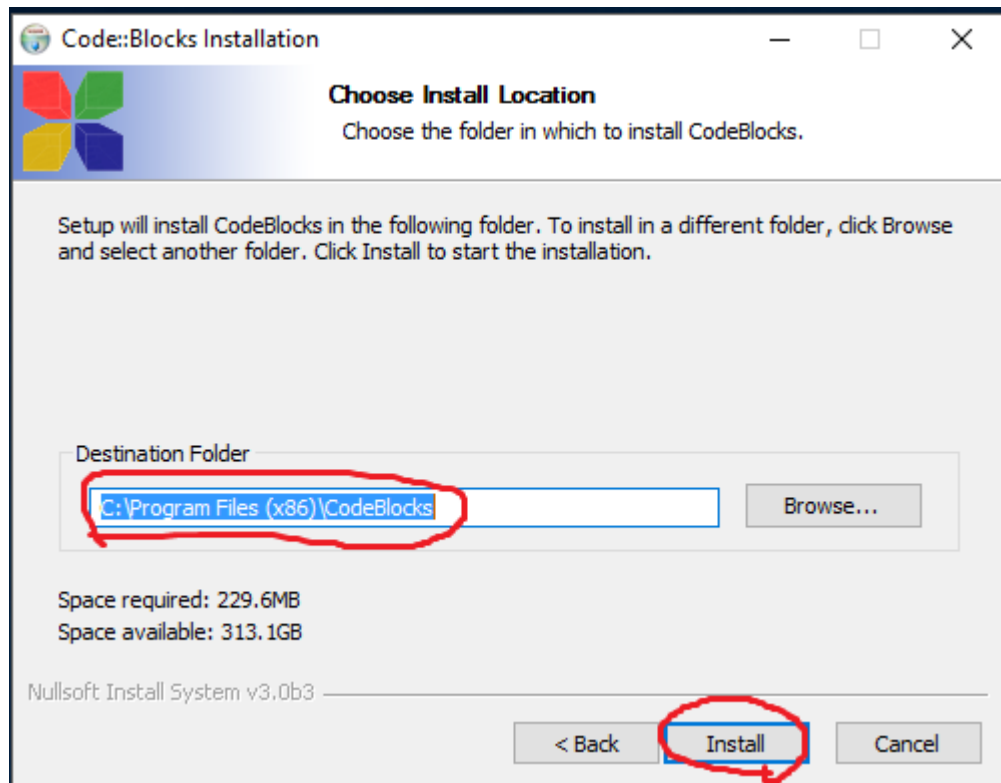 Code::Blocks Installation
Choose Install Location
Choose the folder in which to install CodeBlocks.
Setup will install CodeBlocks in the following folder. To install in a different folder, click Browse
and select another folder. Click Install to start the installation.
Destination Folder
C:\Program Files (x86)\CodeBlocks
Browse...
Space required: 229.6MB
Space available: 313.1GB
Nullsoft Install System v3.0b3
< Back Install Cancel